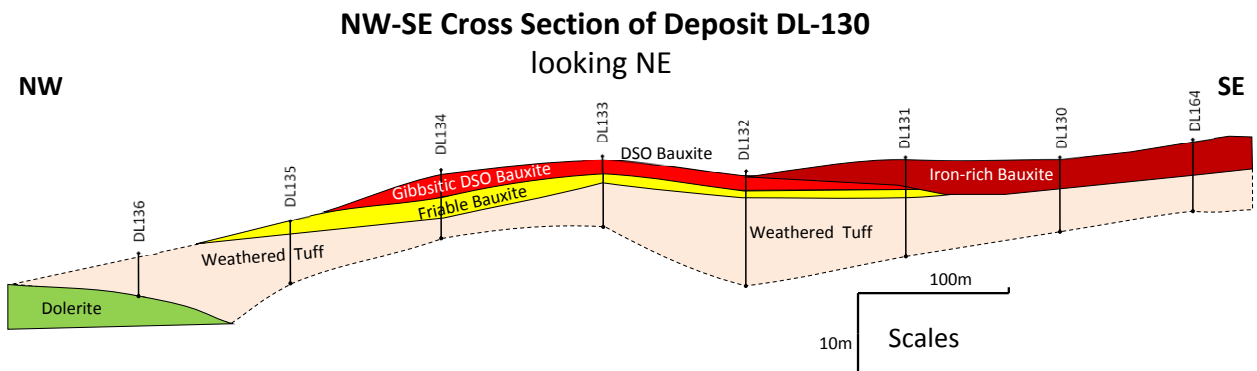 NW-SE Cross Section of Deposit DL-130
looking NE
NW
SE
DL136
DL135
DL134
DL133
DL132
DL131
DL130
DL164
DSO Bauxite
Gibbsitic DSO Bauxite
Iron-rich Bauxite
Friable Bauxite
Weathered Tuff
Weathered Tuff
Dolerite
100m
10m
Scales